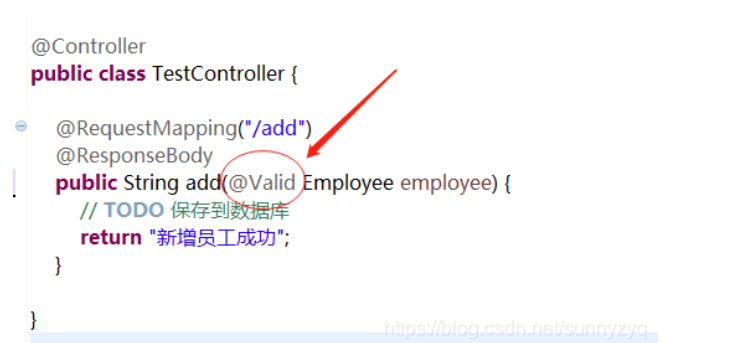 @Controller
public class TestController {
@RequestMapping("/add")
@ResponseBody
public String add(@Valid Employee employee) {
// TODO 保存到数据库
return "新增员工成功";
}
}
https://blog.csdn.net/sunnyzyq